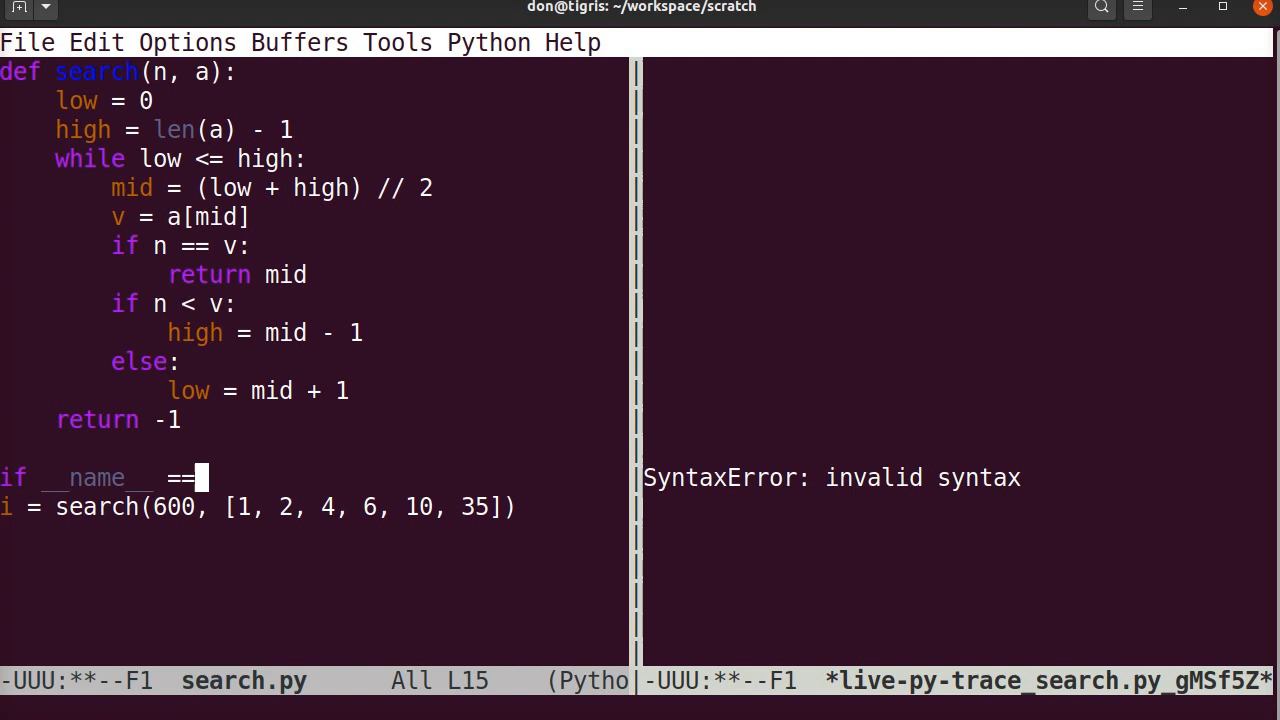 don@tigris: ~/workspace/scratch
File Edit Options Buffers Tools Python Help
def search(n, a):
    low = 0
    high = len(a) - 1
    while low <= high:
        mid = (low + high) // 2
        v = a[mid]
        if n == v:
            return mid
        if n < v:
            high = mid - 1
        else:
            low = mid + 1
    return -1
if __name__ ==
i = search(600, [1, 2, 4, 6, 10, 35])
SyntaxError: invalid syntax
-UUU:**--F1  search.py      All L15    (Pytho
-UUU:**--F1  *live-py-trace_search.py_gMSf5Z*